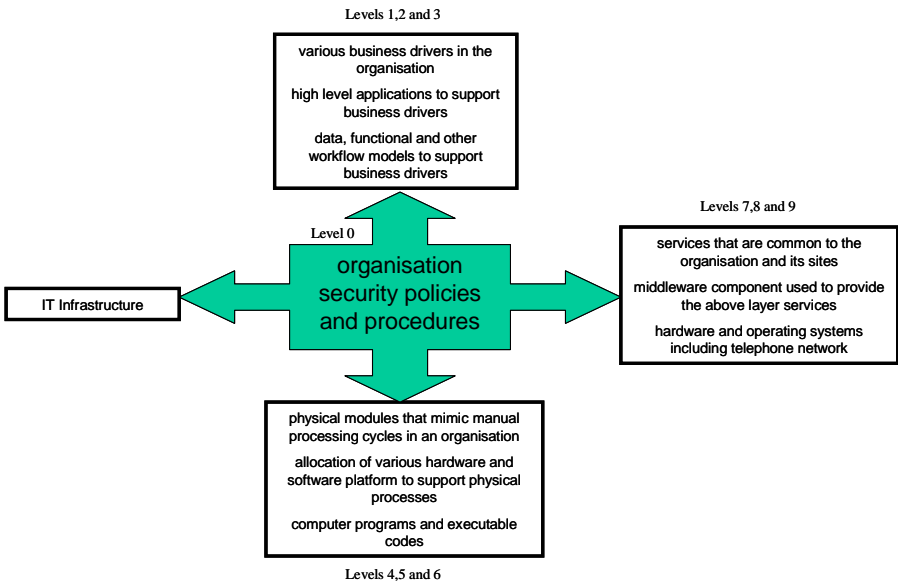 Levels 1,2 and 3
various business drivers in the
organisation
high level applications to support
business drivers
data, functional and other
workflow models to support
business drivers
Level 0
organisation
security policies
and procedures
IT Infrastructure
Levels 7,8 and 9
services that are common to the
organisation and its sites
middleware component used to provide
the above layer services
hardware and operating systems
including telephone network
physical modules that mimic manual
processing cycles in an organisation
allocation of various hardware and
software platform to support physical
processes
computer programs and executable
codes
Levels 4,5 and 6